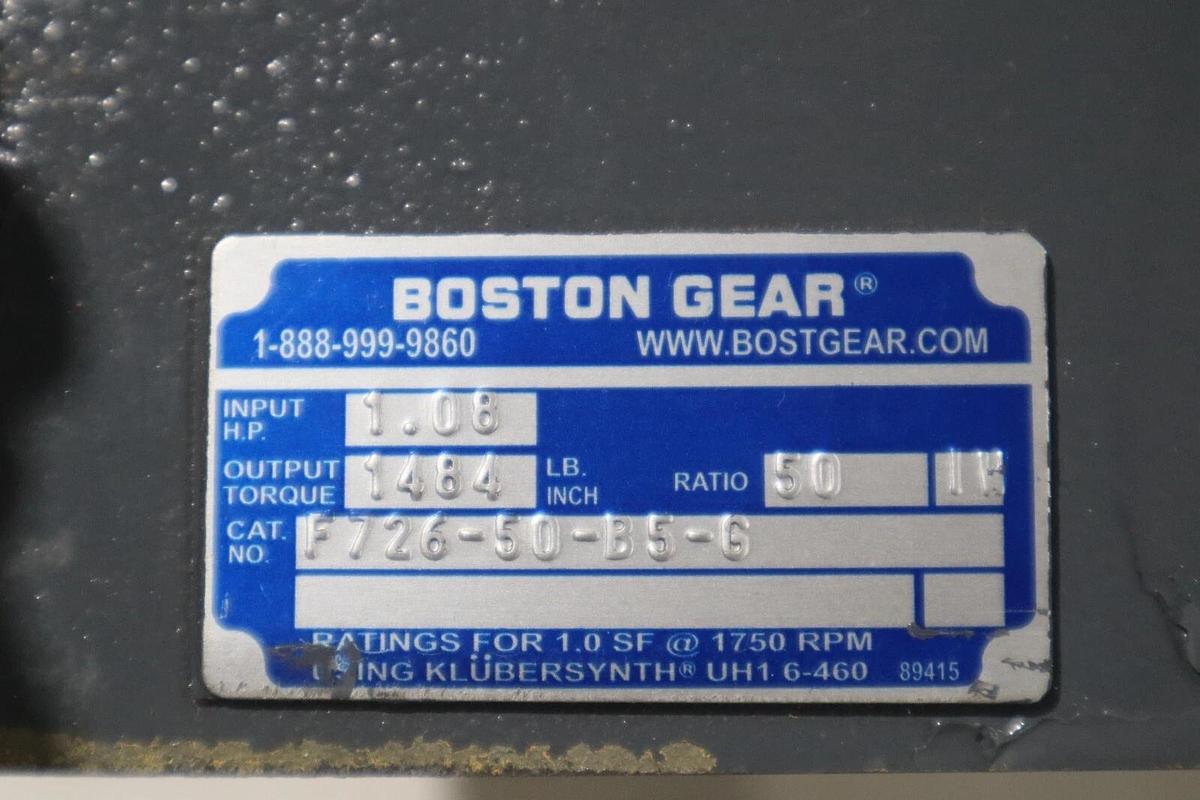 BOSTON GEAR®
1-888-999-9860 WWW.BOSTGEAR.COM
INPUT H.P. 1.08
OUTPUT TORQUE 1484 LB. INCH RATIO 50
CAT. NO. F726-50-B5-G
RATINGS FOR 1.0 SF @ 1750 RPM
USING KLÜBERSYNTH® UH1 6-460 89415